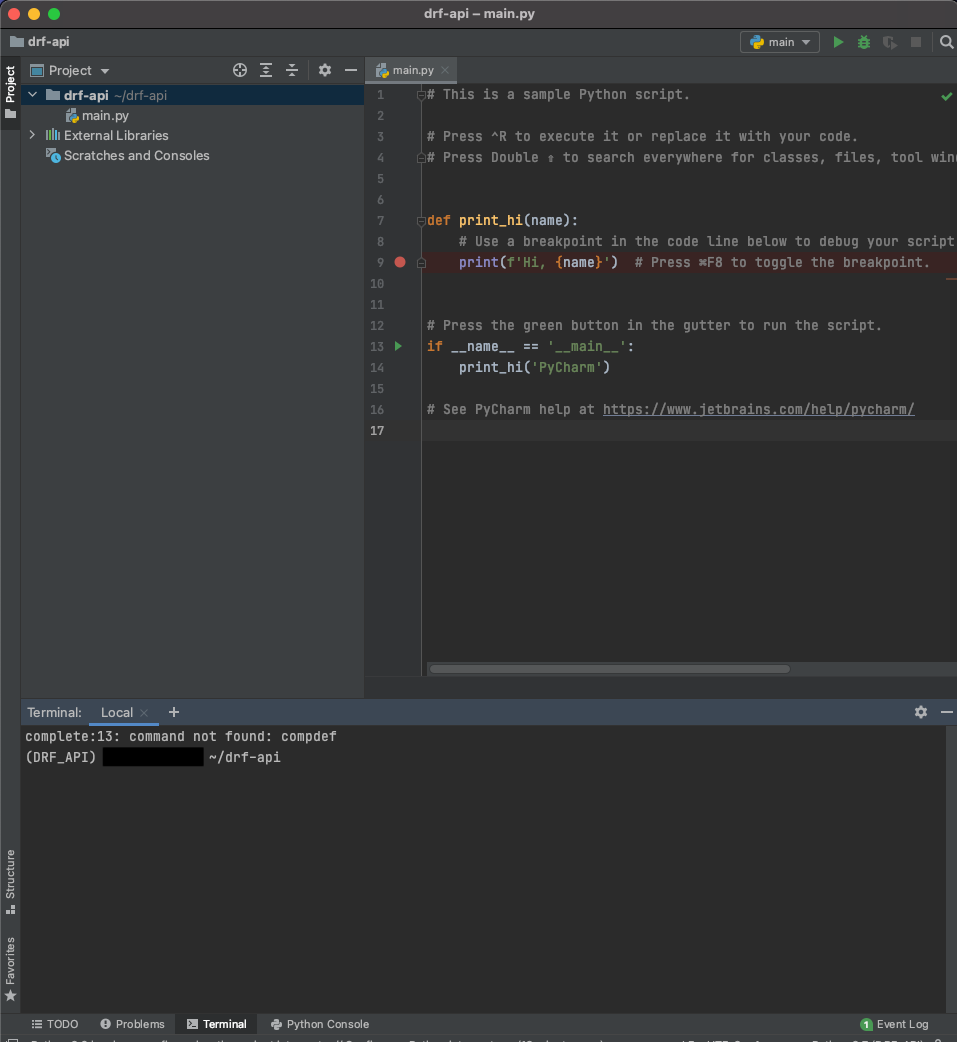 drf-api – main.py
drf-api
main
Project
Project
drf-api ~/drf-api
main.py
External Libraries
Scratches and Consoles
main.py
1 # This is a sample Python script.
2
3 # Press ^R to execute it or replace it with your code.
4 # Press Double ⇧ to search everywhere for classes, files, tool win
5
6
7 def print_hi(name):
8 # Use a breakpoint in the code line below to debug your script
9 print(f'Hi, {name}') # Press ⌘F8 to toggle the breakpoint.
10
11
12 # Press the green button in the gutter to run the script.
13 if __name__ == '__main__':
14 print_hi('PyCharm')
15
16 # See PyCharm help at https://www.jetbrains.com/help/pycharm/
17
Terminal: Local
complete:13: command not found: compdef
(DRF_API) ~/drf-api
Structure
Favorites
TODO Problems Terminal Python Console 1 Event Log